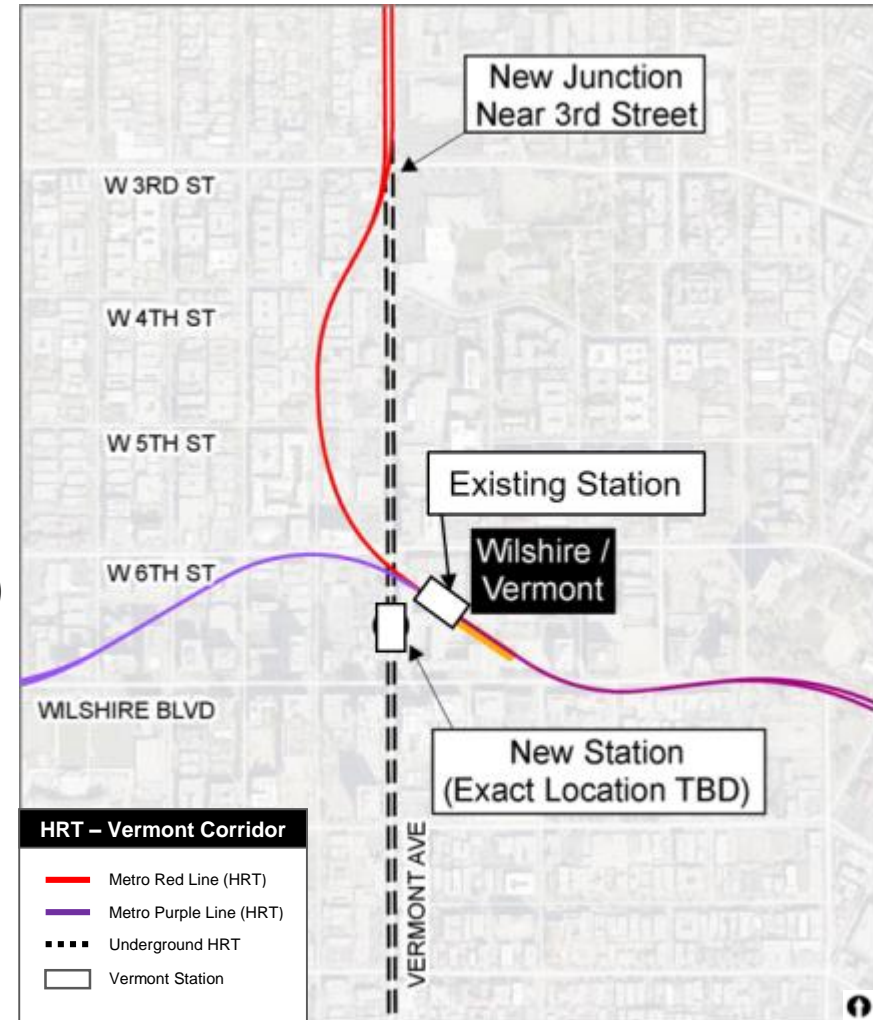 New Junction
Near 3rd Street
W 3RD ST
W 4TH ST
W 5TH ST
Existing Station
W 6TH ST
Wilshire /
Vermont
WILSHIRE BLVD
New Station
(Exact Location TBD)
VERMONT AVE
HRT – Vermont Corridor
Metro Red Line (HRT)
Metro Purple Line (HRT)
Underground HRT
Vermont Station